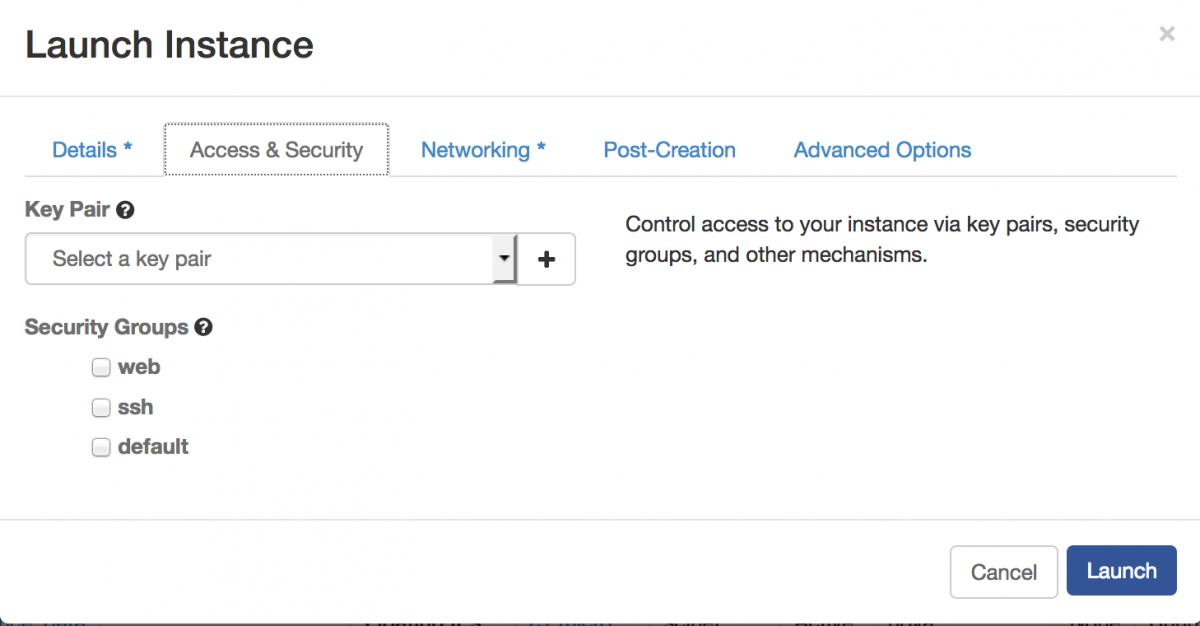 Launch Instance
×
Details *
Access & Security
Networking *
Post-Creation
Advanced Options
Key Pair ?
Select a key pair
+
Control access to your instance via key pairs, security
groups, and other mechanisms.
Security Groups ?
web
ssh
default
Cancel
Launch